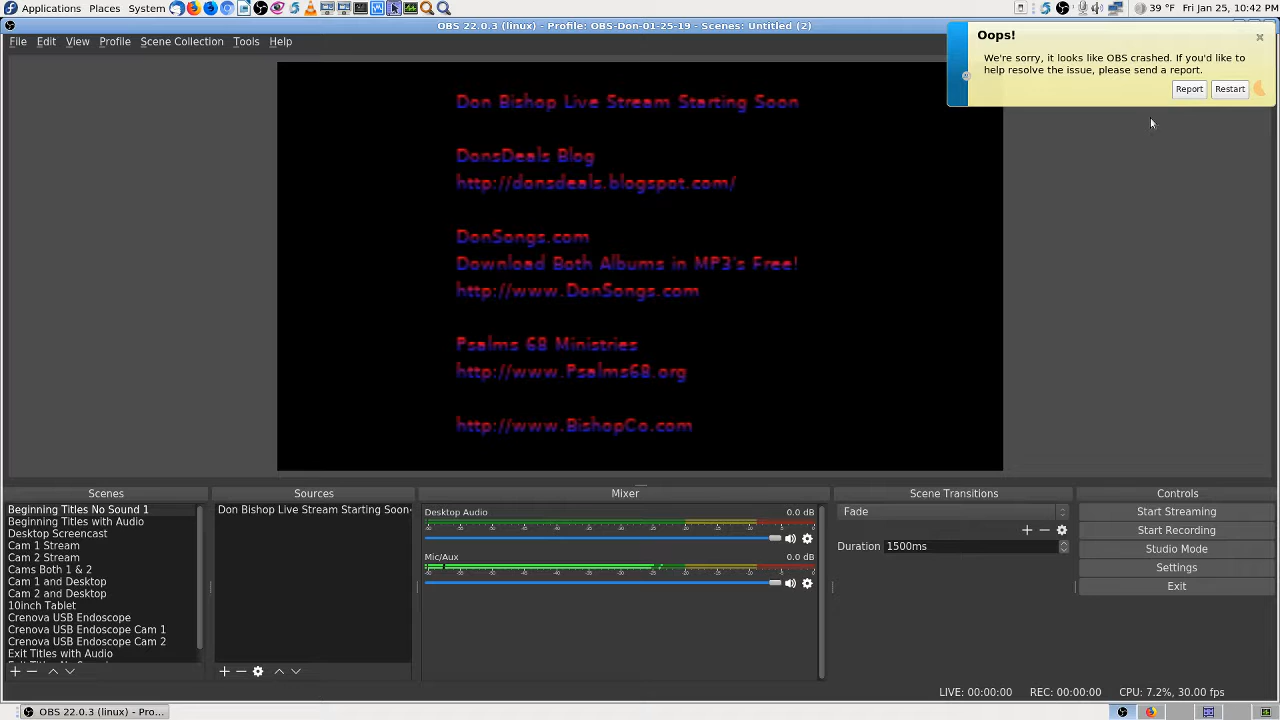 Applications Places System 39 °F Fri Jan 25, 10:42 PM
OBS 22.0.3 (linux) - Profile: OBS-Don-01-25-19 - Scenes: Untitled (2)
File Edit View Profile Scene Collection Tools Help
Oops!
We're sorry, it looks like OBS crashed. If you'd like to
help resolve the issue, please send a report.
Report Restart
Don Bishop Live Stream Starting Soon
DonsDeals Blog
http://donsdeals.blogspot.com/
DonSongs.com
Download Both Albums in MP3's Free!
http://www.DonSongs.com
Psalms 68 Ministries
http://www.Psalms68.org
http://www.BishopCo.com
Scenes
Beginning Titles No Sound 1
Beginning Titles with Audio
Desktop Screencast
Cam 1 Stream
Cam 2 Stream
Cams Both 1 & 2
Cam 1 and Desktop
Cam 2 and Desktop
10inch Tablet
Crenova USB Endoscope
Crenova USB Endoscope Cam 1
Crenova USB Endoscope Cam 2
Exit Titles with Audio
Sources
Don Bishop Live Stream Starting Soon
Mixer
Desktop Audio 0.0 dB
Mic/Aux 0.0 dB
Scene Transitions
Fade
Duration 1500ms
Controls
Start Streaming
Start Recording
Studio Mode
Settings
Exit
LIVE: 00:00:00 REC: 00:00:00 CPU: 7.2%, 30.00 fps
OBS 22.0.3 (linux) - Pro...